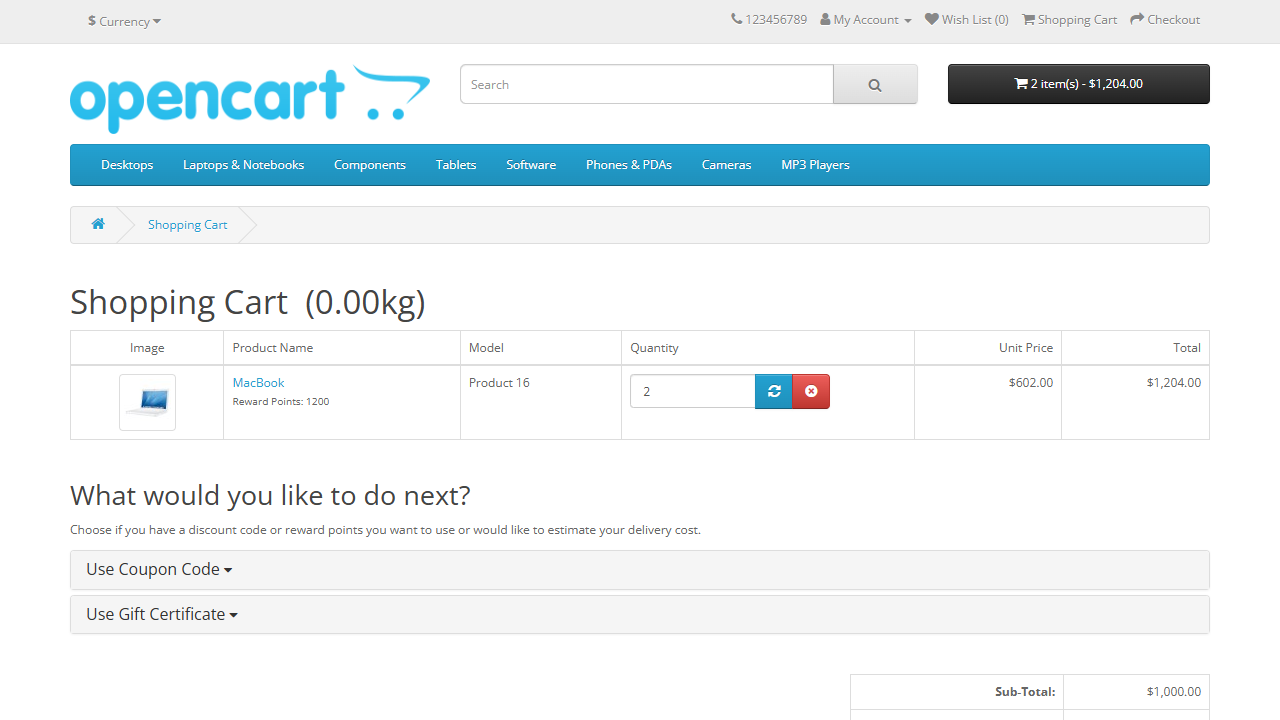 $ Currency
123456789 My Account Wish List (0) Shopping Cart Checkout
opencart
Search
2 item(s) - $1,204.00
Desktops Laptops & Notebooks Components Tablets Software Phones & PDAs Cameras MP3 Players
Shopping Cart
Shopping Cart (0.00kg)
Image Product Name Model Quantity Unit Price Total
MacBook Product 16 2 $602.00 $1,204.00
Reward Points: 1200
What would you like to do next?
Choose if you have a discount code or reward points you want to use or would like to estimate your delivery cost.
Use Coupon Code
Use Gift Certificate
Sub-Total: $1,000.00